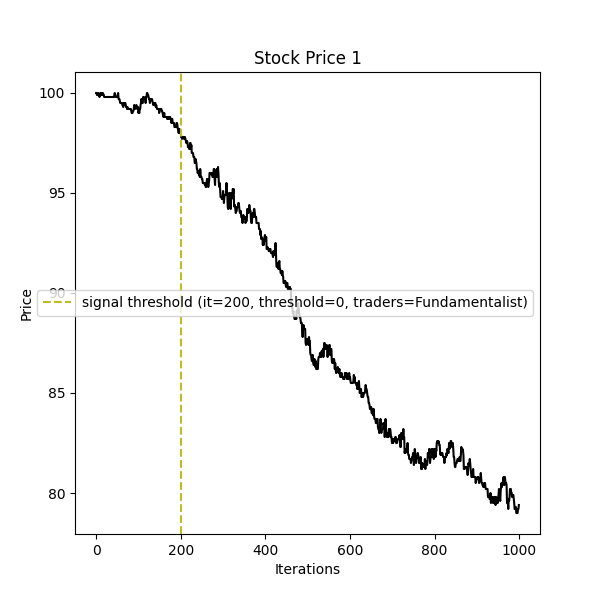 Stock Price 1
100
95
90
85
80
Price
signal threshold (it=200, threshold=0, traders=Fundamentalist)
0
200
400
600
800
1000
Iterations